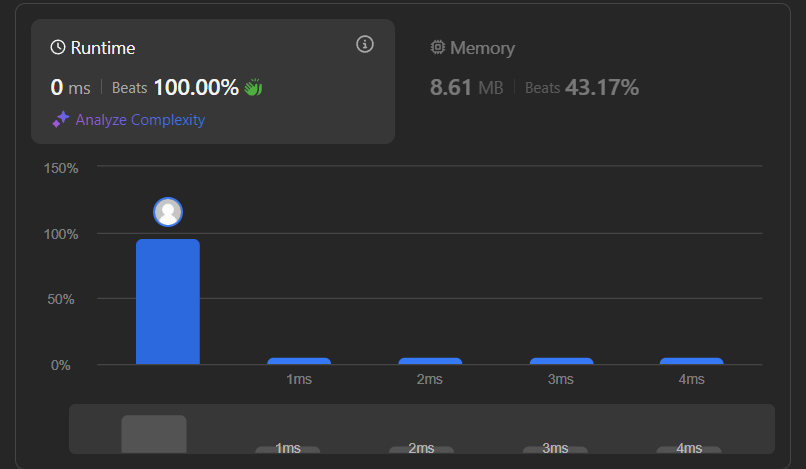 Runtime
0 ms | Beats 100.00%
Analyze Complexity
Memory
8.61 MB | Beats 43.17%
150%
100%
50%
0%
1ms 2ms 3ms 4ms
1ms 2ms 3ms 4ms